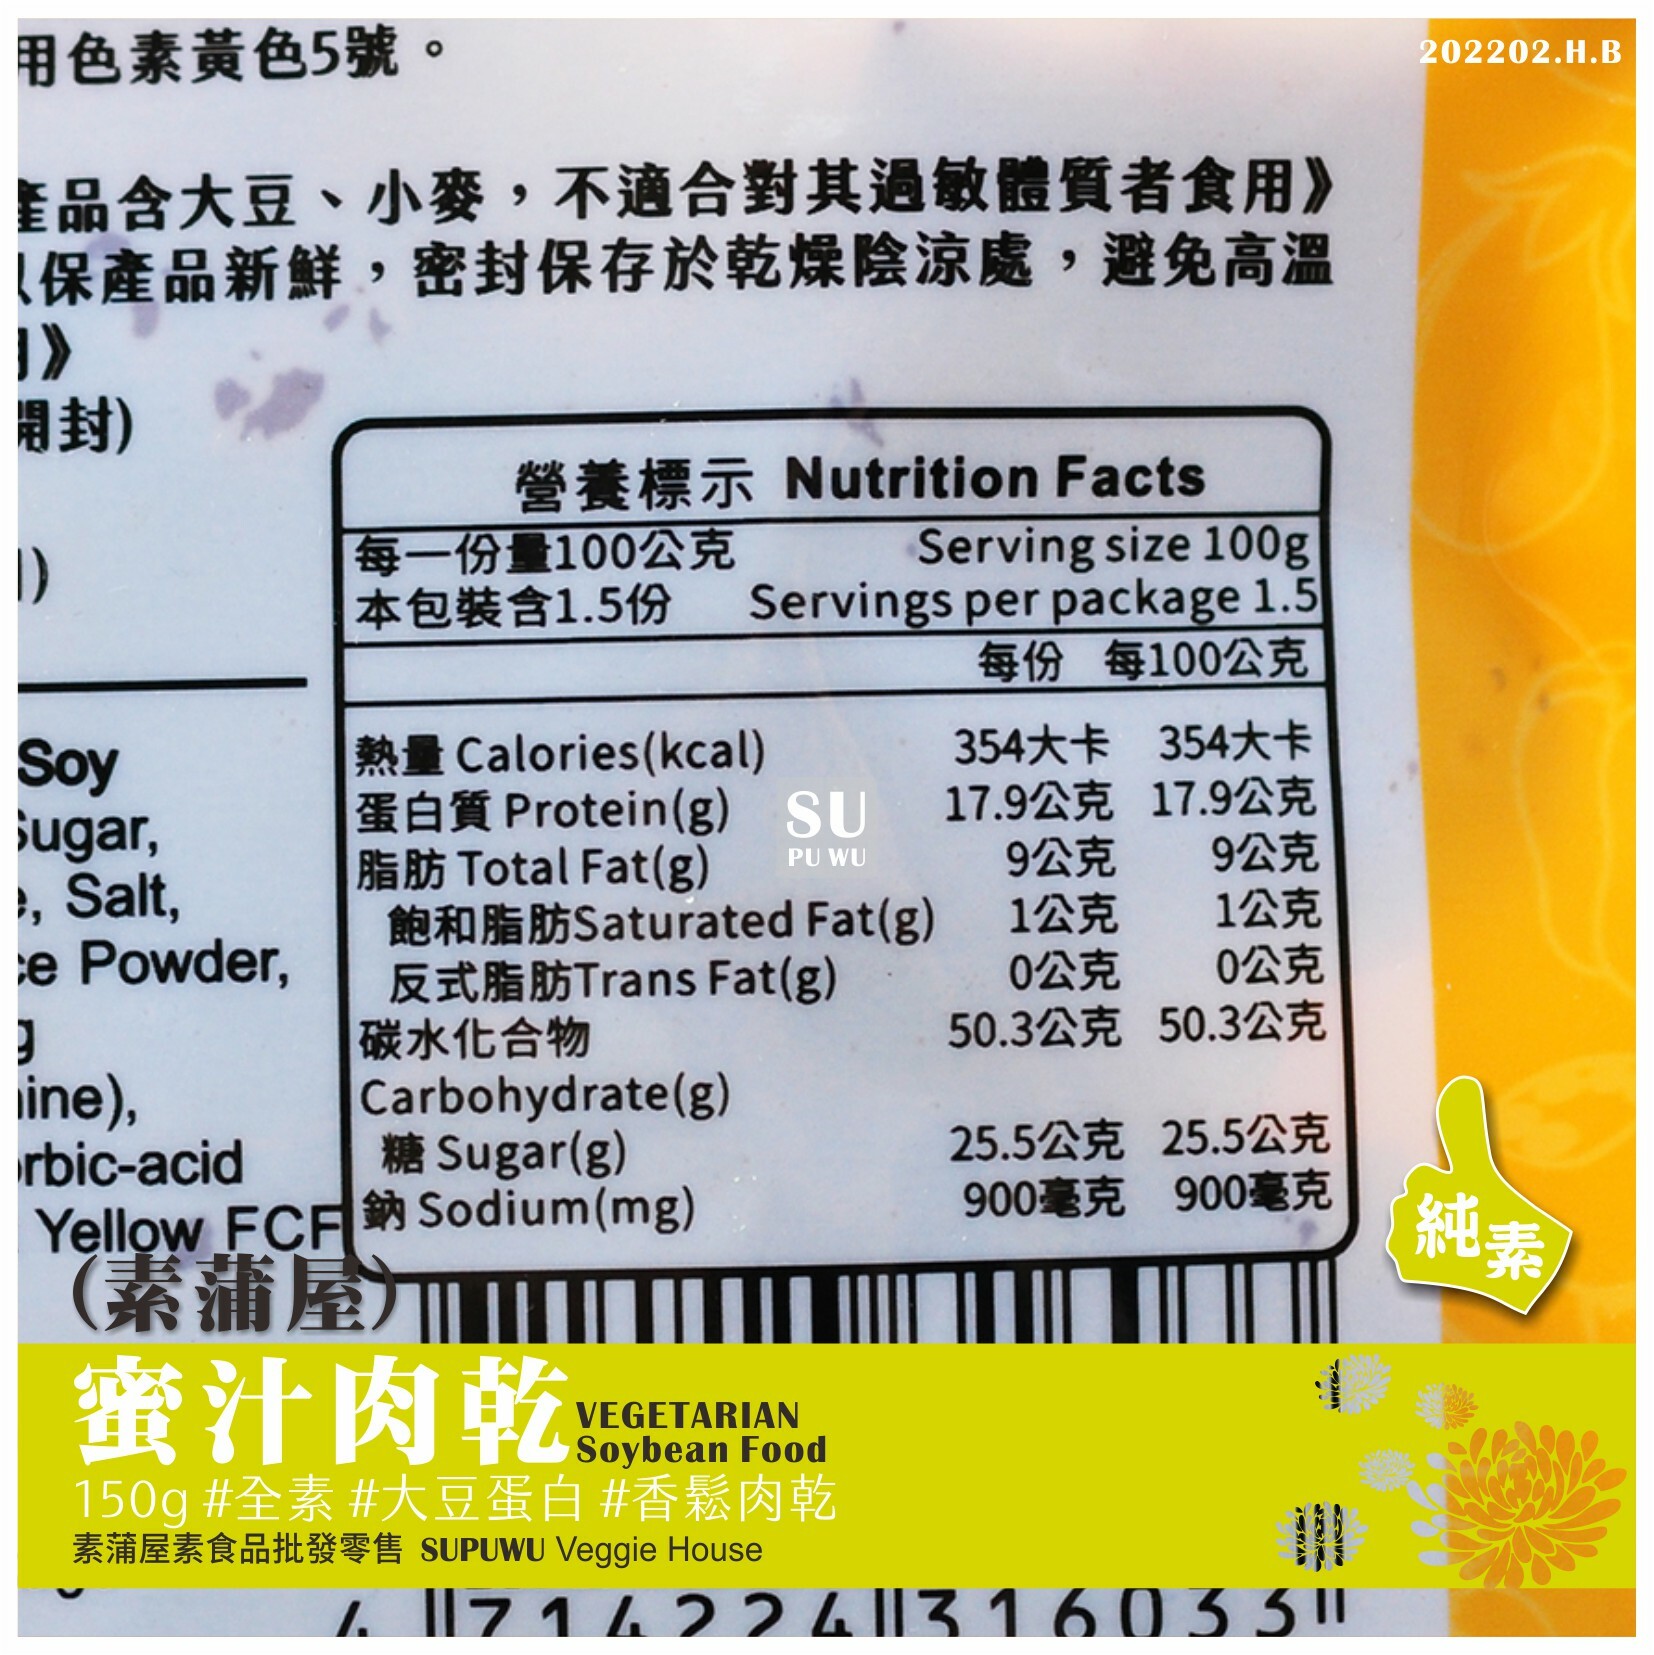 202202.H.B
用色素黃色5號。
產品含大豆、小麥，不適合對其過敏體質者食用》
保產品新鮮，密封保存於乾燥陰涼處，避免高溫
》
開封)
)
營養標示 Nutrition Facts
每一份量100公克 Serving size 100g
本包裝含1.5份 Servings per package 1.5
每份 每100公克
熱量 Calories(kcal) 354大卡 354大卡
蛋白質 Protein(g) 17.9公克 17.9公克
脂肪 Total Fat(g) 9公克 9公克
飽和脂肪Saturated Fat(g) 1公克 1公克
反式脂肪Trans Fat(g) 0公克 0公克
碳水化合物 50.3公克 50.3公克
Carbohydrate(g)
糖 Sugar(g) 25.5公克 25.5公克
鈉 Sodium(mg) 900毫克 900毫克
SU
PU WU
Soy
Sugar,
, Salt,
ce Powder,
g
ine),
rbic-acid
Yellow FCF
純素
(素蒲屋)
蜜汁肉乾 VEGETARIAN
Soybean Food
150g #全素 #大豆蛋白 #香鬆肉乾
素蒲屋素食品批發零售 SUPUWU Veggie House
4 714224 316033